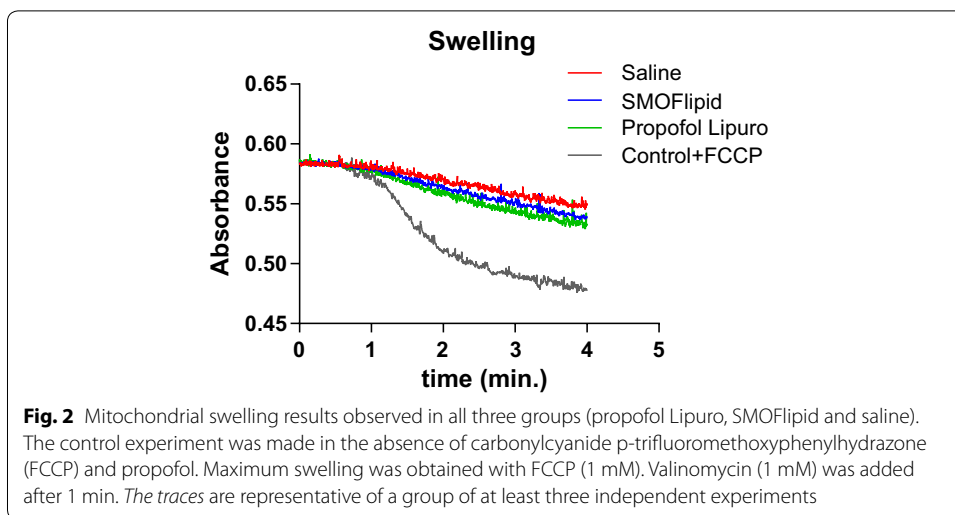 Swelling
Saline
SMOFlipid
Propofol Lipuro
Control+FCCP
0.65
0.60
0.55
0.50
0.45
Absorbance
0 1 2 3 4 5
time (min.)
Fig. 2 Mitochondrial swelling results observed in all three groups (propofol Lipuro, SMOFlipid and saline).
The control experiment was made in the absence of carbonylcyanide p-trifluoromethoxyphenylhydrazone
(FCCP) and propofol. Maximum swelling was obtained with FCCP (1 mM). Valinomycin (1 mM) was added
after 1 min. The traces are representative of a group of at least three independent experiments